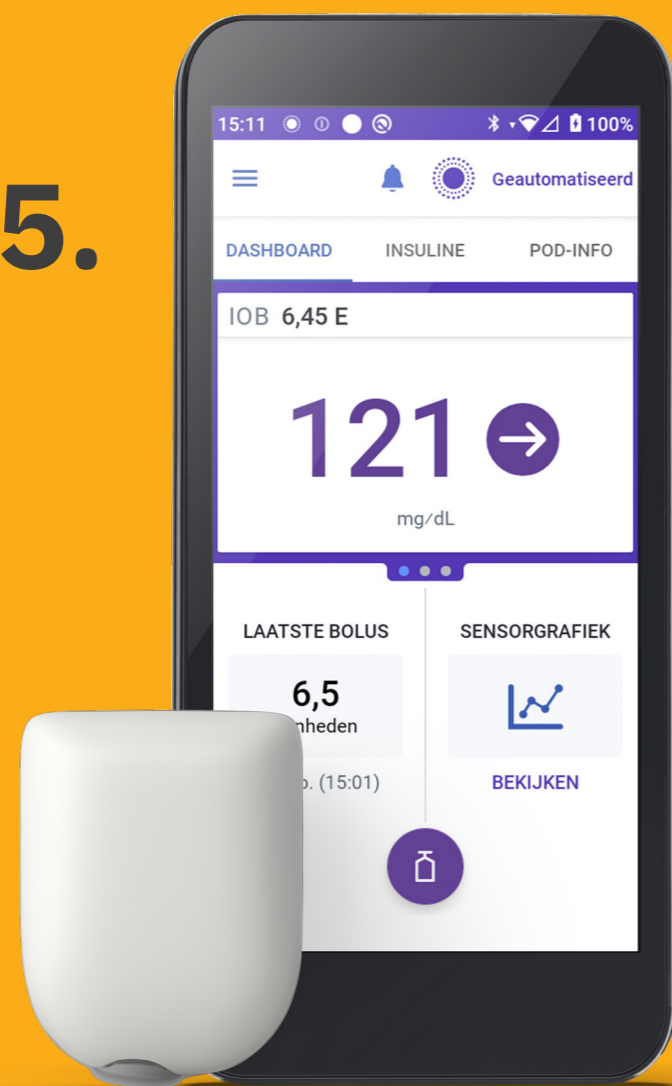 5.
15:11 100%
Geautomatiseerd
DASHBOARD INSULINE POD-INFO
IOB 6,45 E
121
mg/dL
LAATSTE BOLUS SENSORGRAFIEK
6,5
(15:01) BEKIJKEN